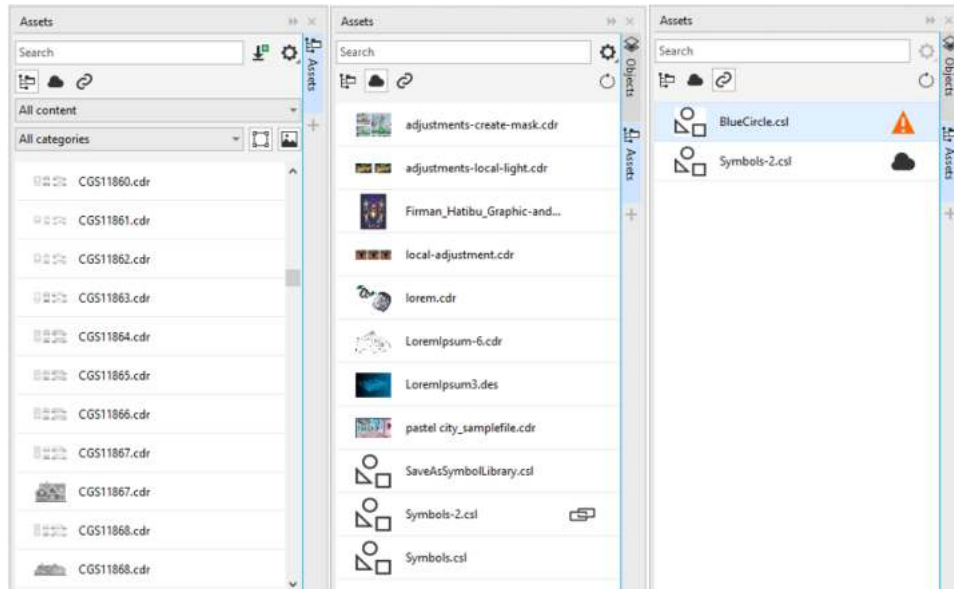 Assets
Search
All content
All categories
CGS11860.cdr
CGS11861.cdr
CGS11862.cdr
CGS11863.cdr
CGS11864.cdr
CGS11865.cdr
CGS11866.cdr
CGS11867.cdr
CGS11867.cdr
CGS11868.cdr
CGS11868.cdr
Assets
Assets
Search
adjustments-create-mask.cdr
adjustments-local-light.cdr
Firman_Hatibu_Graphic-and...
local-adjustment.cdr
lorem.cdr
LoremIpsum-6.cdr
LoremIpsum3.des
pastel city_samplefile.cdr
SaveAsSymbolLibrary.csl
Symbols-2.csl
Symbols.csl
Objects
Assets
Assets
Search
BlueCircle.csl
Symbols-2.csl
Objects
Assets